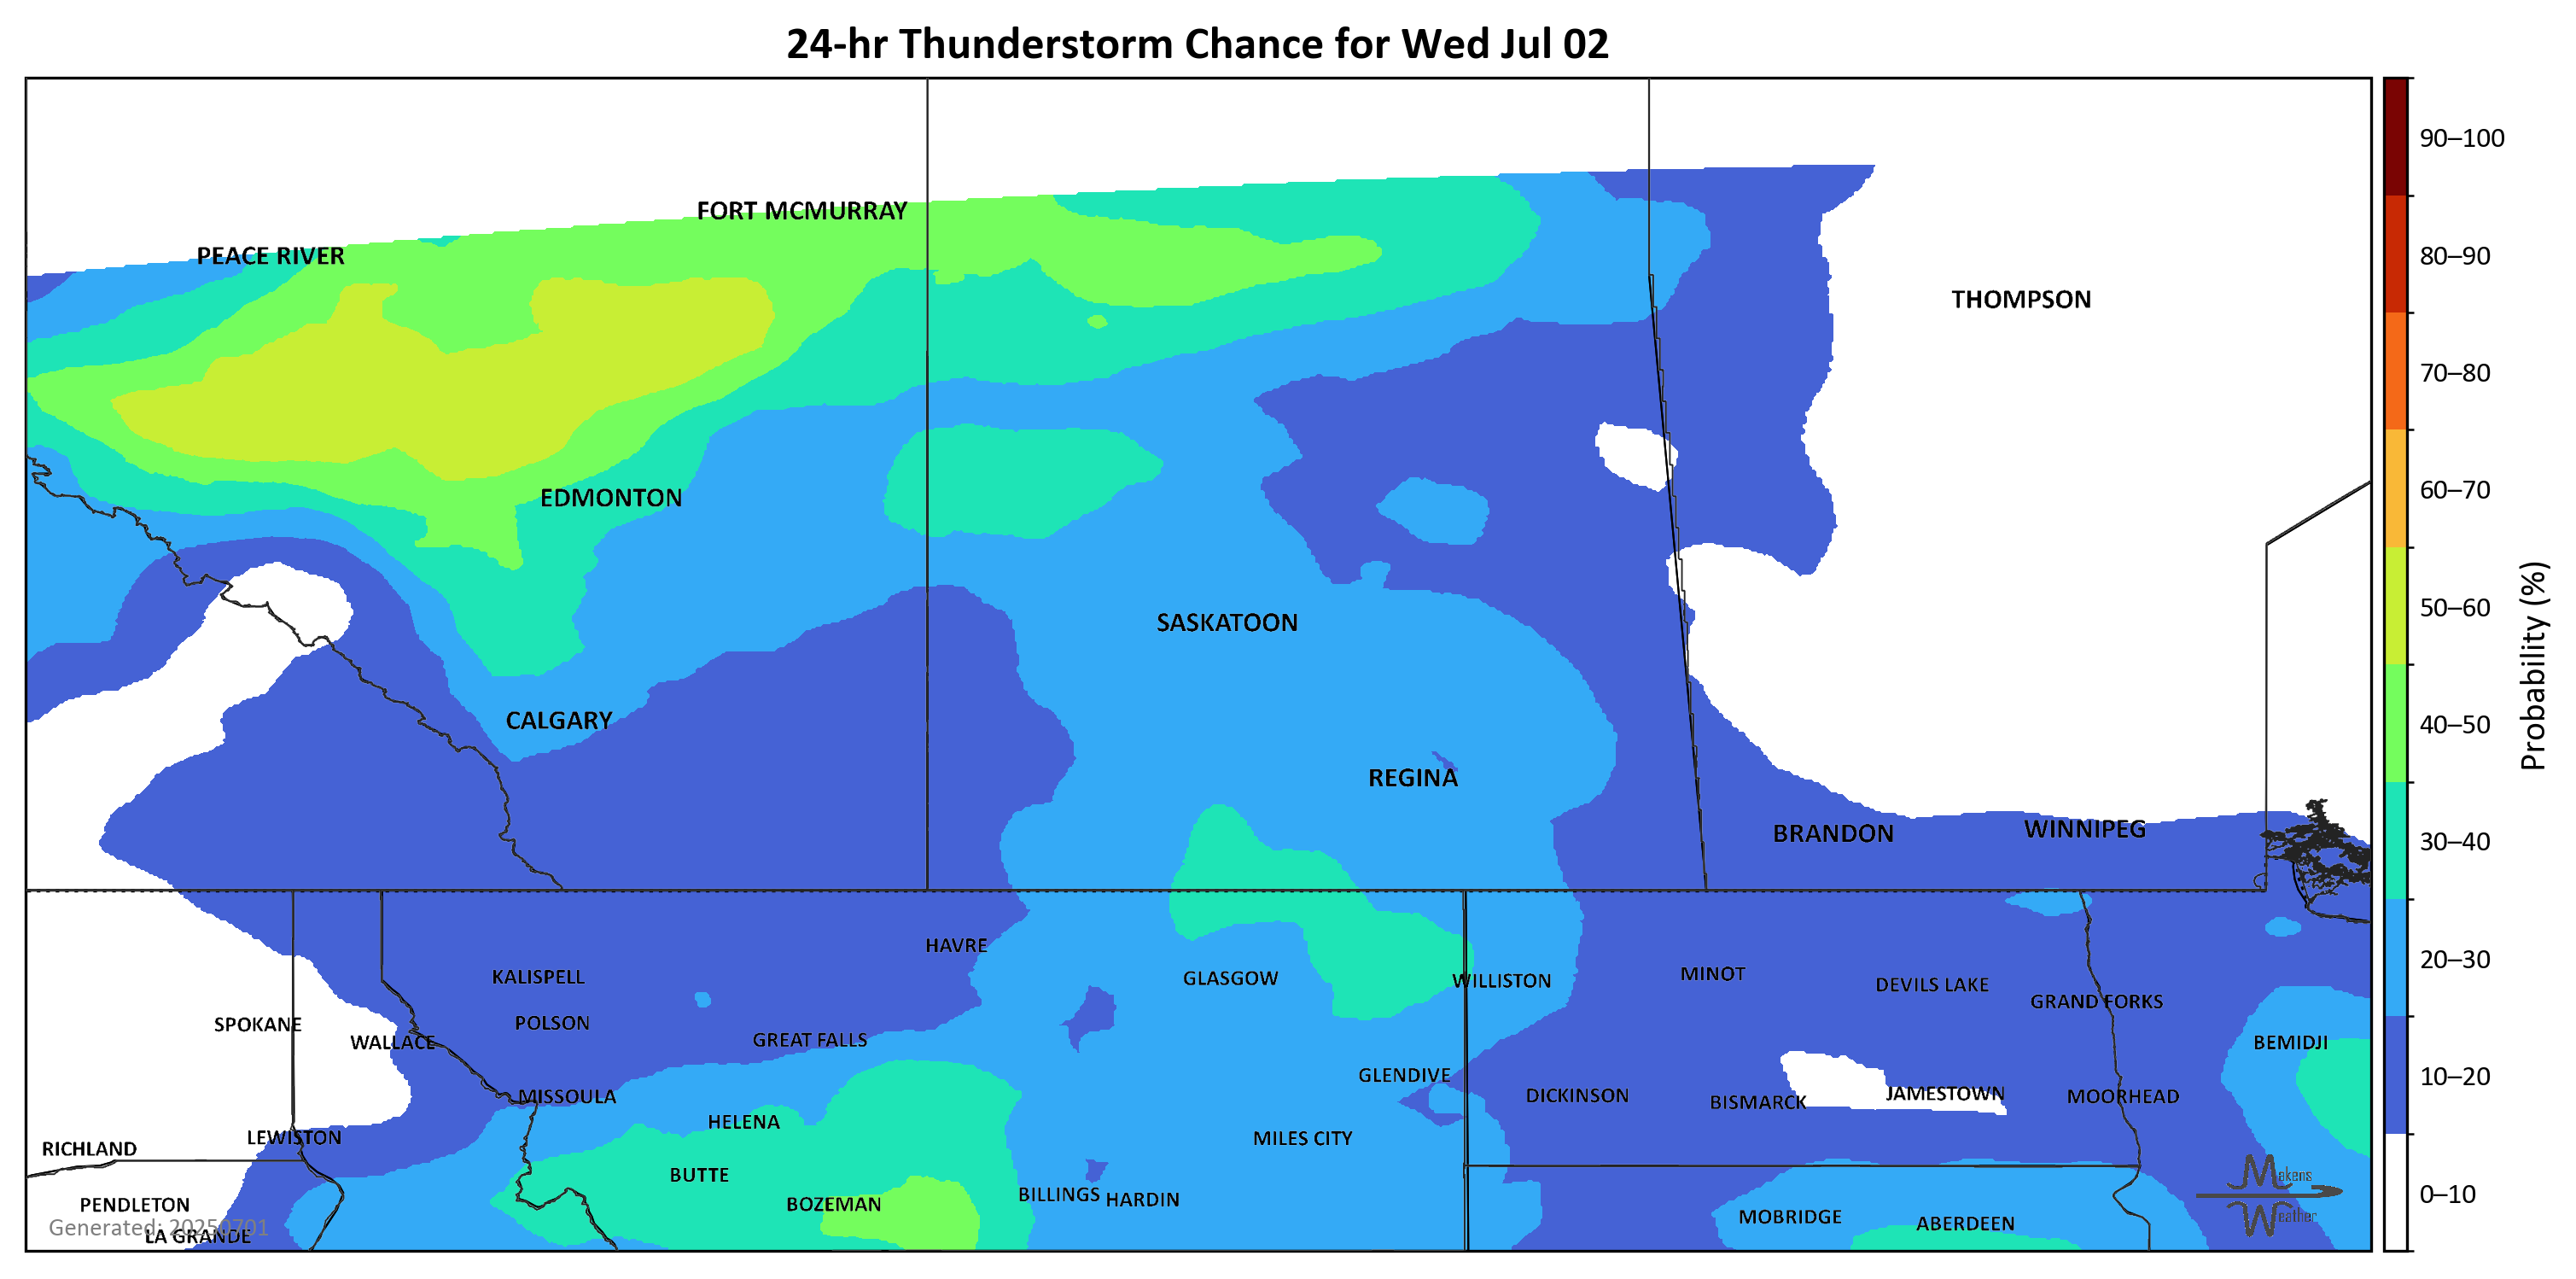 24-hr Thunderstorm Chance for Wed Jul 02
90–100
FORT MCMURRAY
PEACE RIVER
80–90
THOMPSON
70–80
60–70
EDMONTON
50–60
SASKATOON
Probability (%)
CALGARY
40–50
REGINA
BRANDON
WINNIPEG
30–40
HAVRE
20–30
KALISPELL
GLASGOW
WILLISTON
MINOT
DEVILS LAKE
GRAND FORKS
SPOKANE
POLSON
WALLACE
GREAT FALLS
BEMIDJI
GLENDIVE
10–20
MISSOULA
DICKINSON
BISMARCK
JAMESTOWN
MOORHEAD
HELENA
LEWISTON
MILES CITY
RICHLAND
BUTTE
Makens
Weather
BILLINGS
HARDIN
0–10
PENDLETON
BOZEMAN
MOBRIDGE
ABERDEEN
Generated: 20250701
LA GRANDE